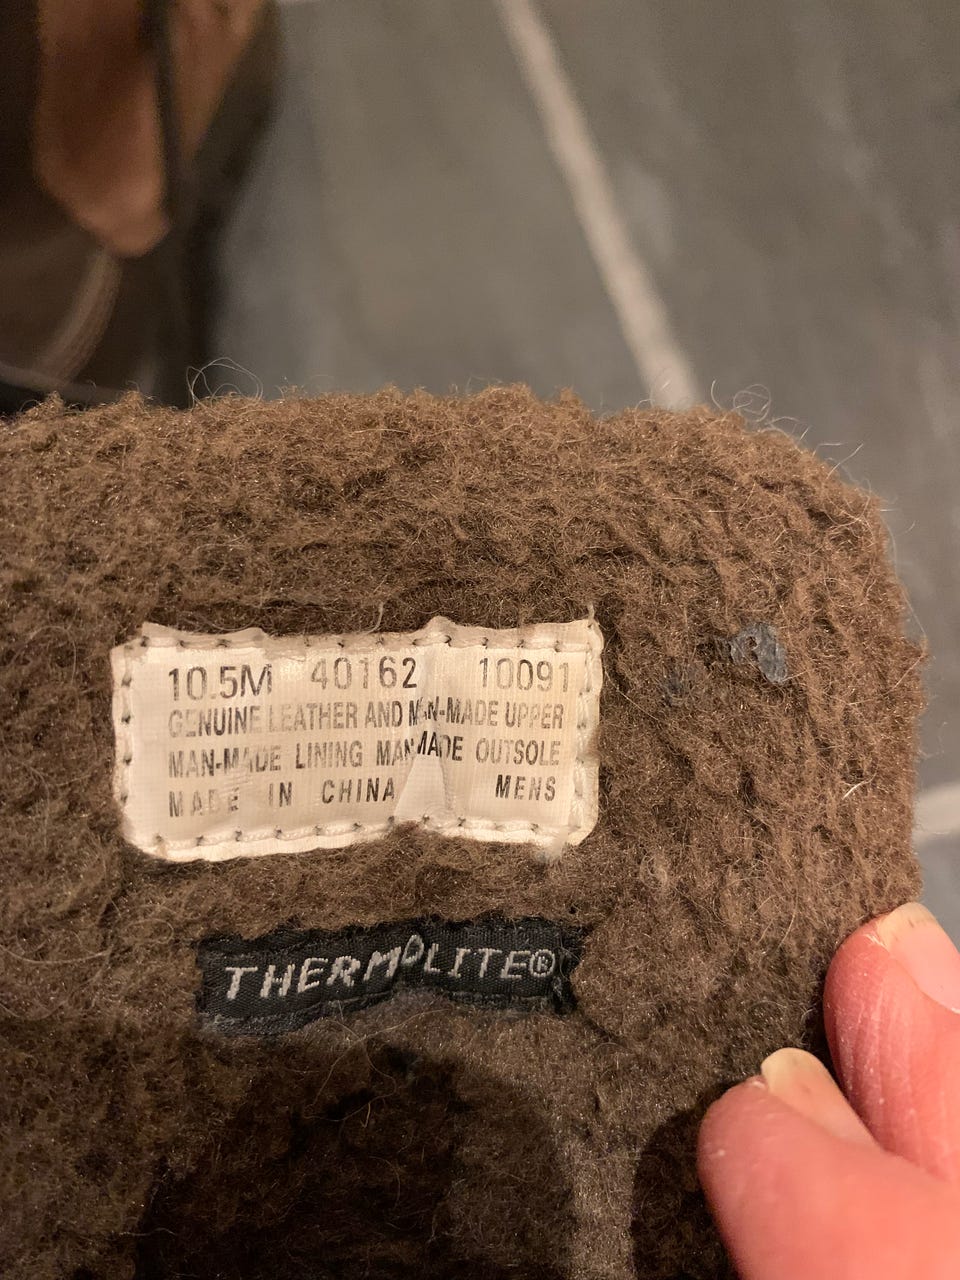 10.5M 40162 10091
GENUINE LEATHER AND MAN-MADE UPPER
MAN-MADE LINING MAN MADE OUTSOLE
MADE IN CHINA MENS
THERMOLITE®